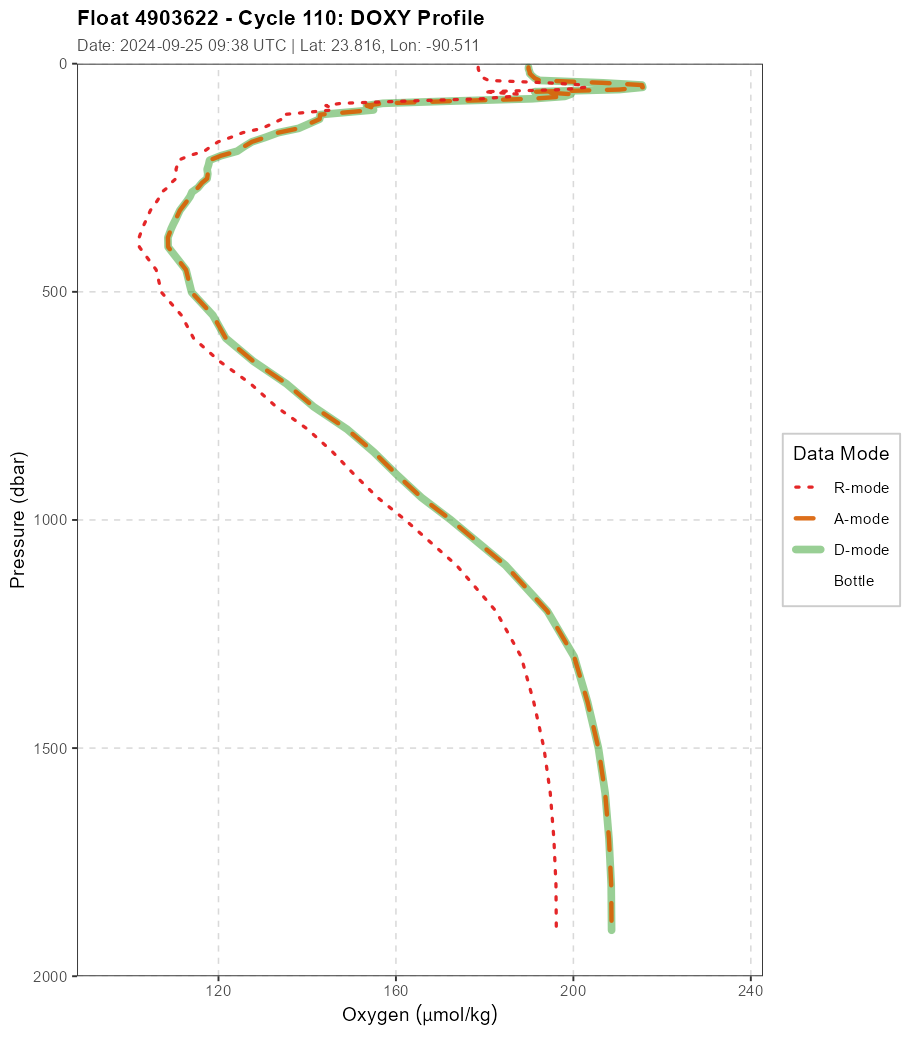 Float 4903622 - Cycle 110: DOXY Profile
Date: 2024-09-25 09:38 UTC | Lat: 23.816, Lon: -90.511
0
500
1000
1500
2000
Pressure (dbar)
120
160
200
240
Oxygen (μmol/kg)
Data Mode
R-mode
A-mode
D-mode
Bottle